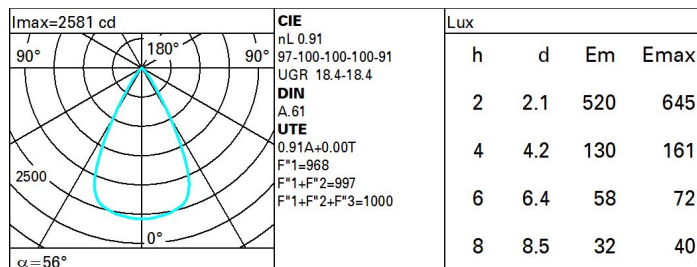 Imax=2581 cd
90° 180° 90°
2500
0°
α=56°
CIE
nL 0.91
97-100-100-100-91
UGR 18.4-18.4
DIN
A.61
UTE
0.91A+0.00T
F"1=968
F"1+F"2=997
F"1+F"2+F"3=1000
Lux
h d Em Emax
2 2.1 520 645
4 4.2 130 161
6 6.4 58 72
8 8.5 32 40